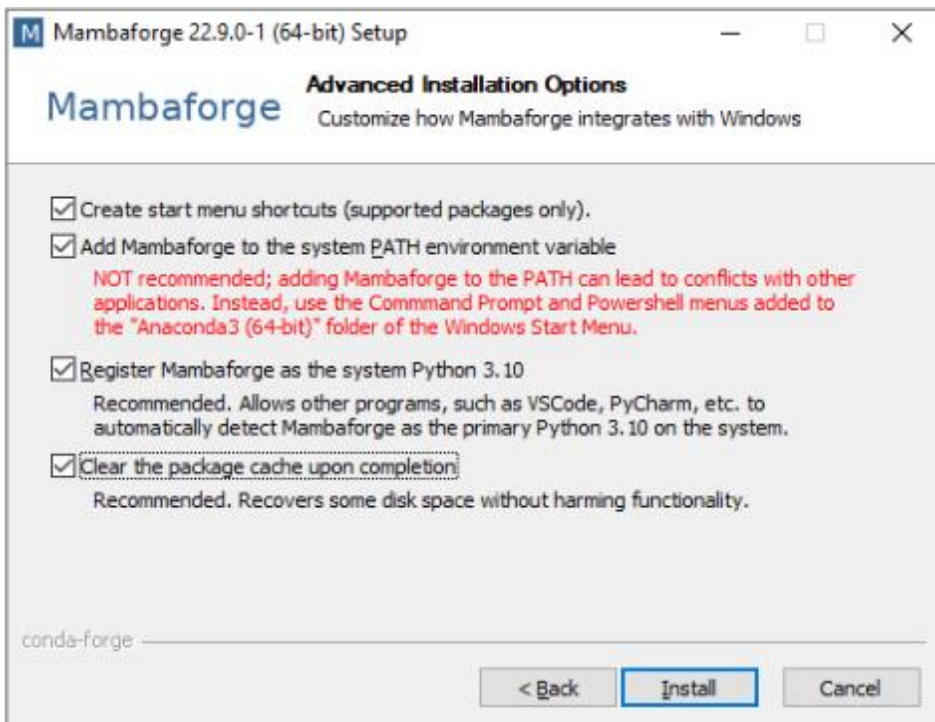 M Mambaforge 22.9.0-1 (64-bit) Setup
Mambaforge
Advanced Installation Options
Customize how Mambaforge integrates with Windows
Create start menu shortcuts (supported packages only).
Add Mambaforge to the system PATH environment variable
NOT recommended; adding Mambaforge to the PATH can lead to conflicts with other
applications. Instead, use the Commmand Prompt and Powershell menus added to
the "Anaconda3 (64-bit)" folder of the Windows Start Menu.
Register Mambaforge as the system Python 3.10
Recommended. Allows other programs, such as VSCode, PyCharm, etc. to
automatically detect Mambaforge as the primary Python 3.10 on the system.
Clear the package cache upon completion
Recommended. Recovers some disk space without harming functionality.
conda-forge
< Back
Install
Cancel